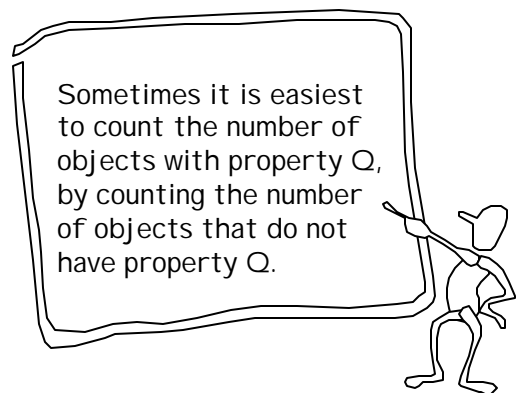 Sometimes it is easiest
to count the number of
objects with property Q,
by counting the number
of objects that do not
have property Q.